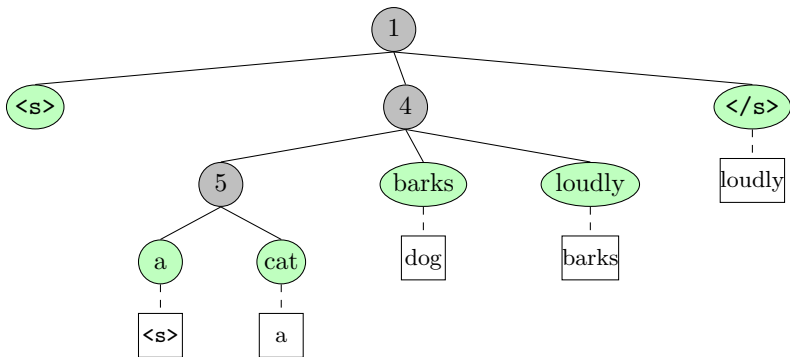 1
<s> 4 </s>
5 barks loudly loudly
a cat dog barks
<s> a